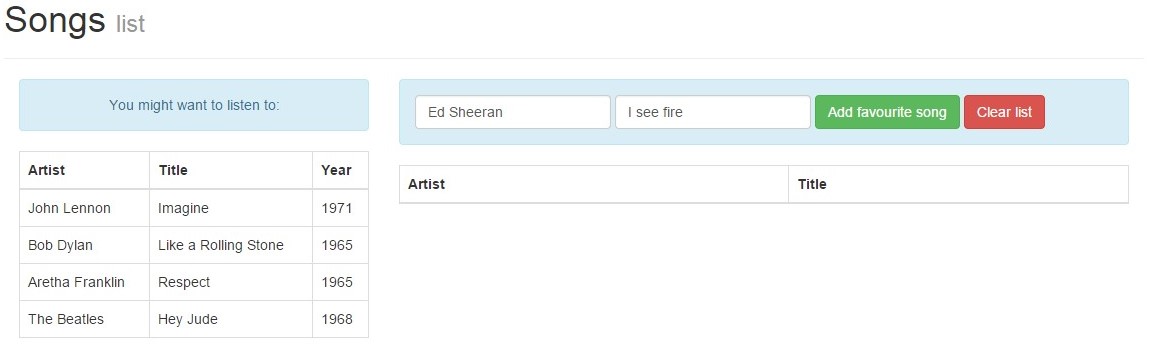 Songs list
You might want to listen to:
Artist Title Year
John Lennon Imagine 1971
Bob Dylan Like a Rolling Stone 1965
Aretha Franklin Respect 1965
The Beatles Hey Jude 1968
Ed Sheeran I see fire Add favourite song Clear list
Artist Title